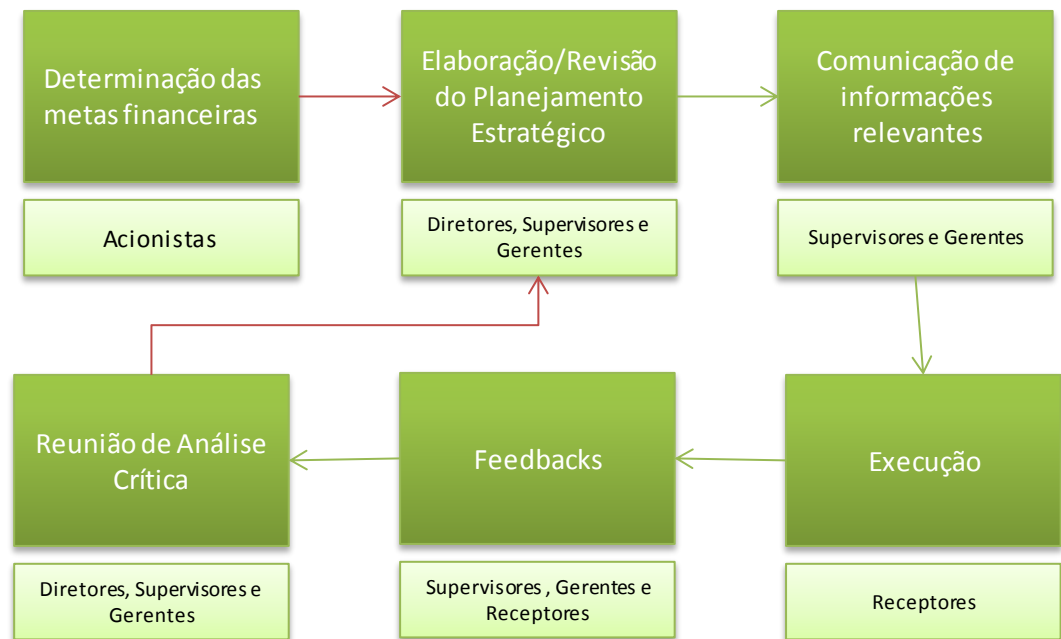 Determinação das
metas financeiras
Acionistas
Elaboração/Revisão
do Planejamento
Estratégico
Diretores, Supervisores e
Gerentes
Comunicação de
informações
relevantes
Supervisores e Gerentes
Reunião de Análise
Crítica
Diretores, Supervisores e
Gerentes
Feedbacks
Supervisores , Gerentes e
Receptores
Execução
Receptores